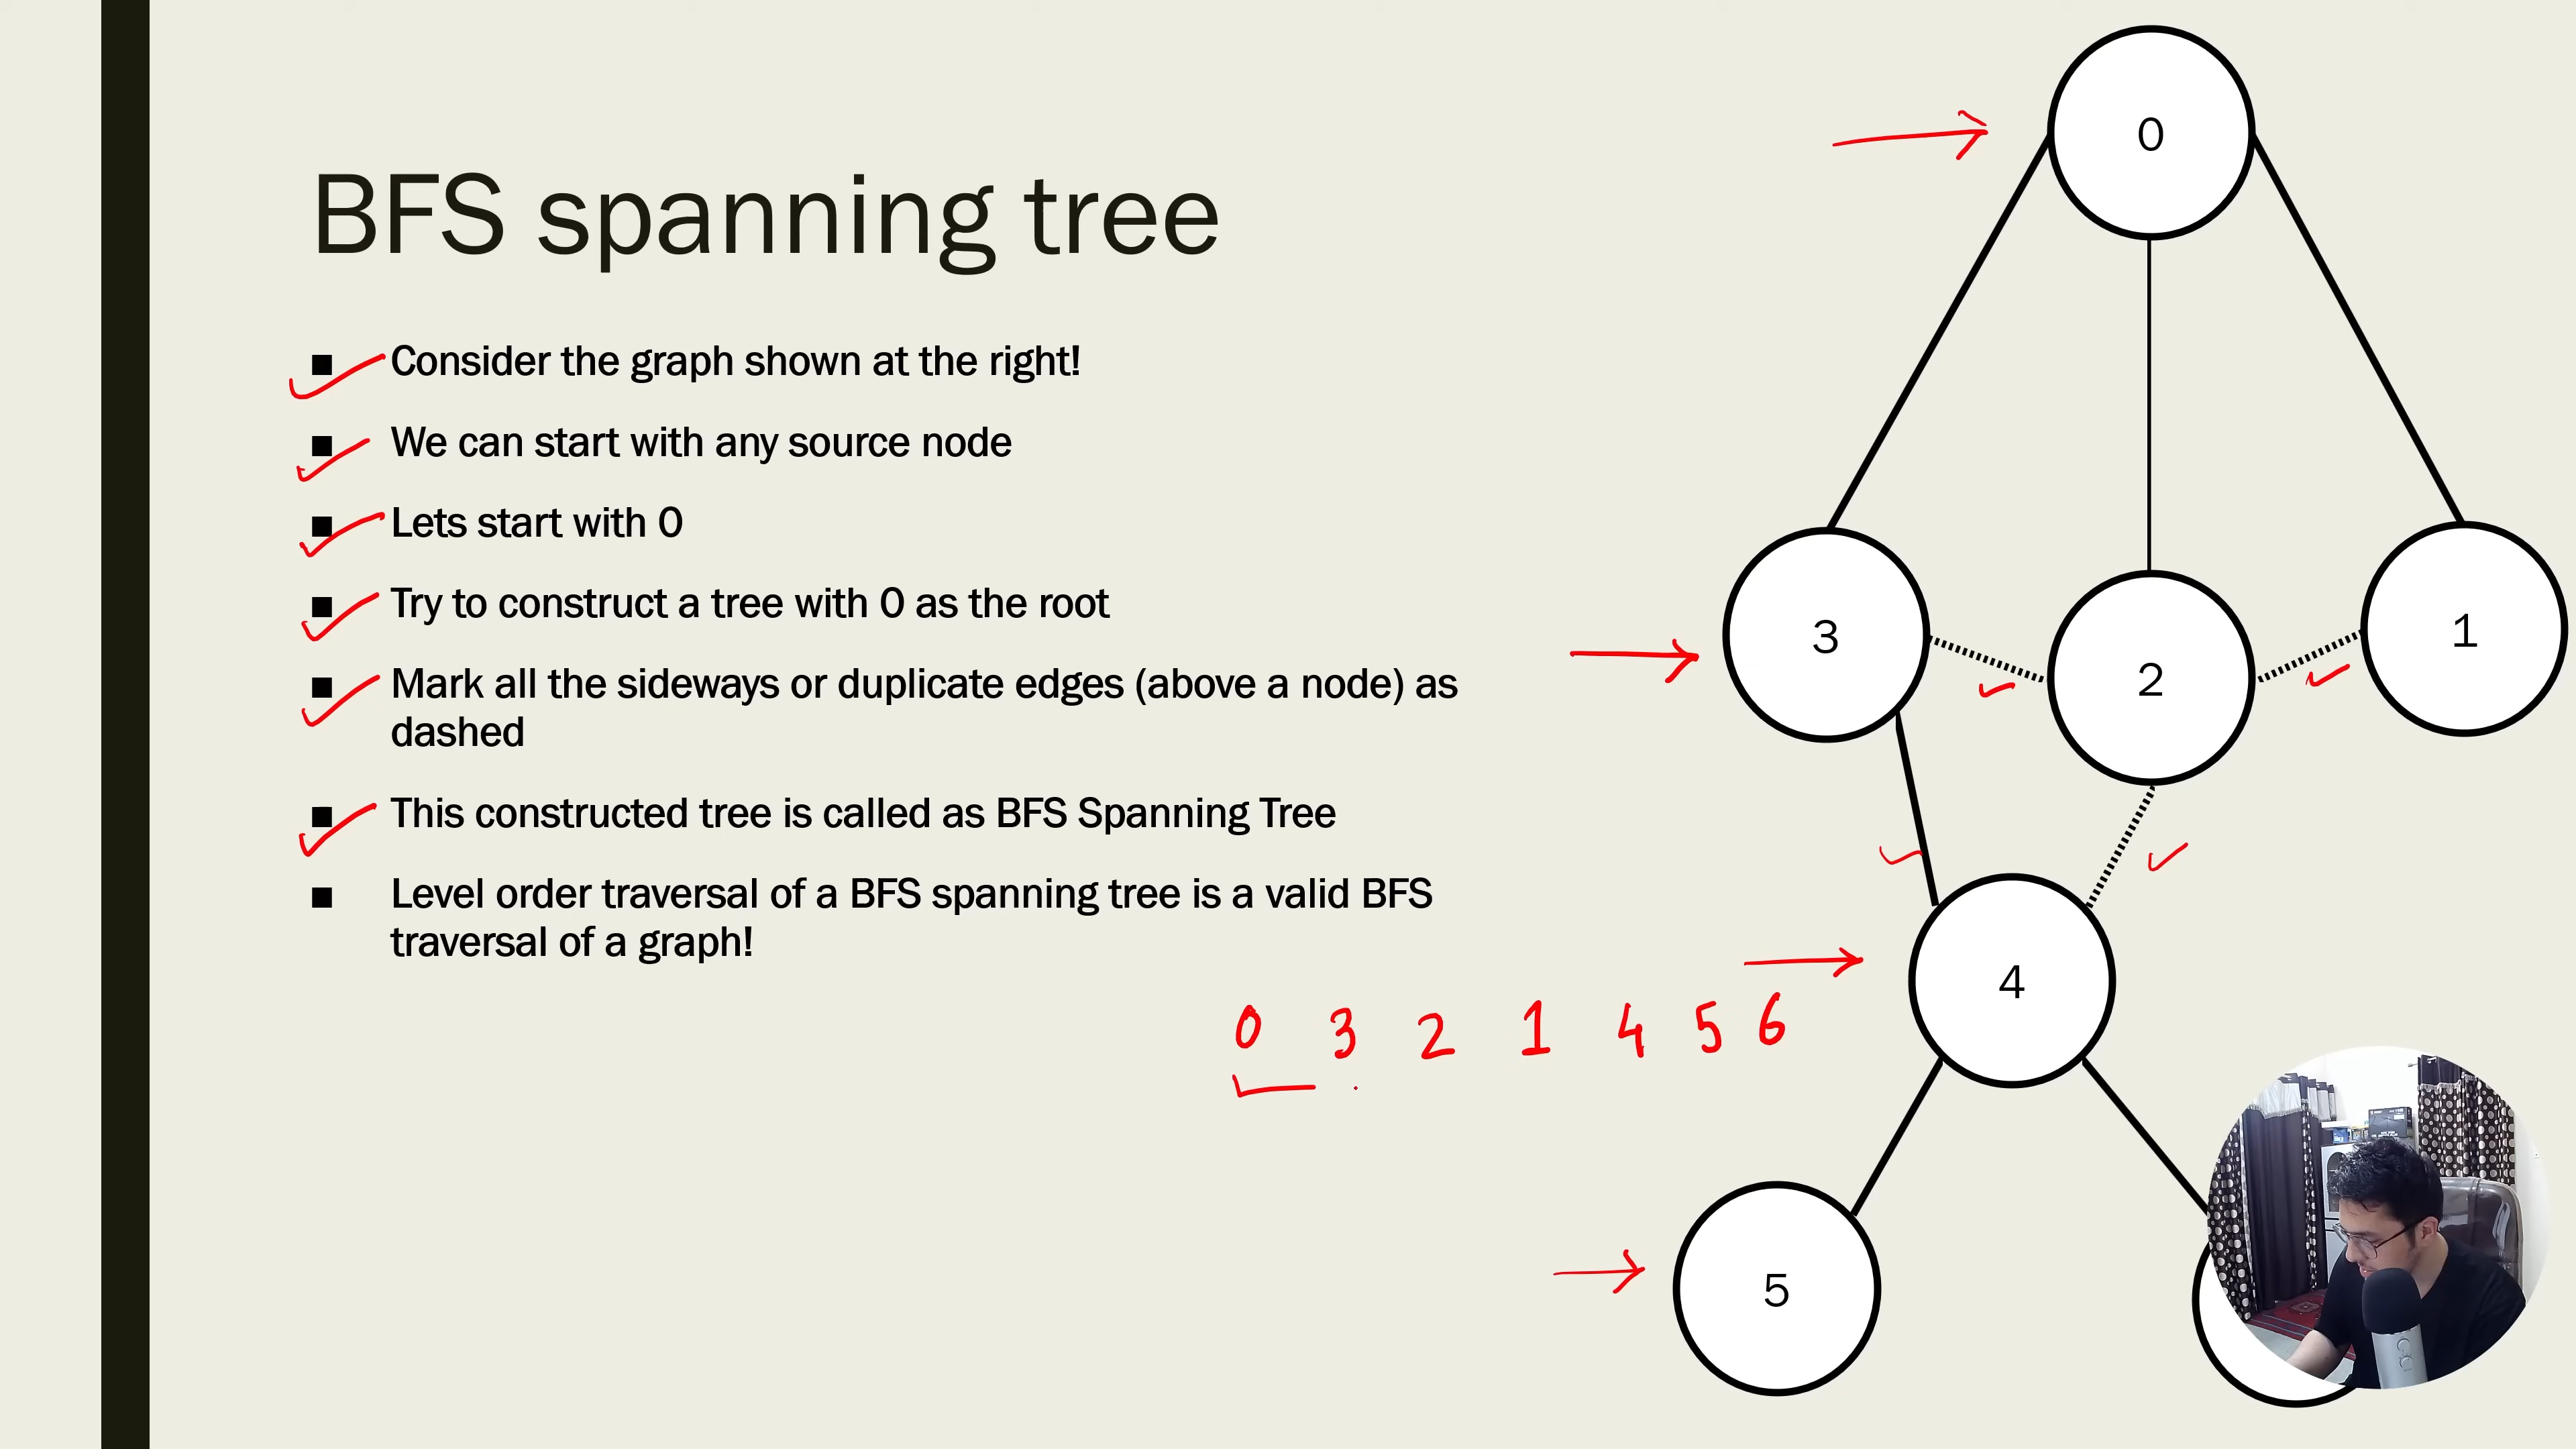 BFS spanning tree
Consider the graph shown at the right!
We can start with any source node
Lets start with 0
Try to construct a tree with 0 as the root
Mark all the sideways or duplicate edges (above a node) as
dashed
This constructed tree is called as BFS Spanning Tree
Level order traversal of a BFS spanning tree is a valid BFS
traversal of a graph!
0 3 2 1 4 5 6
0
3
2
1
4
5